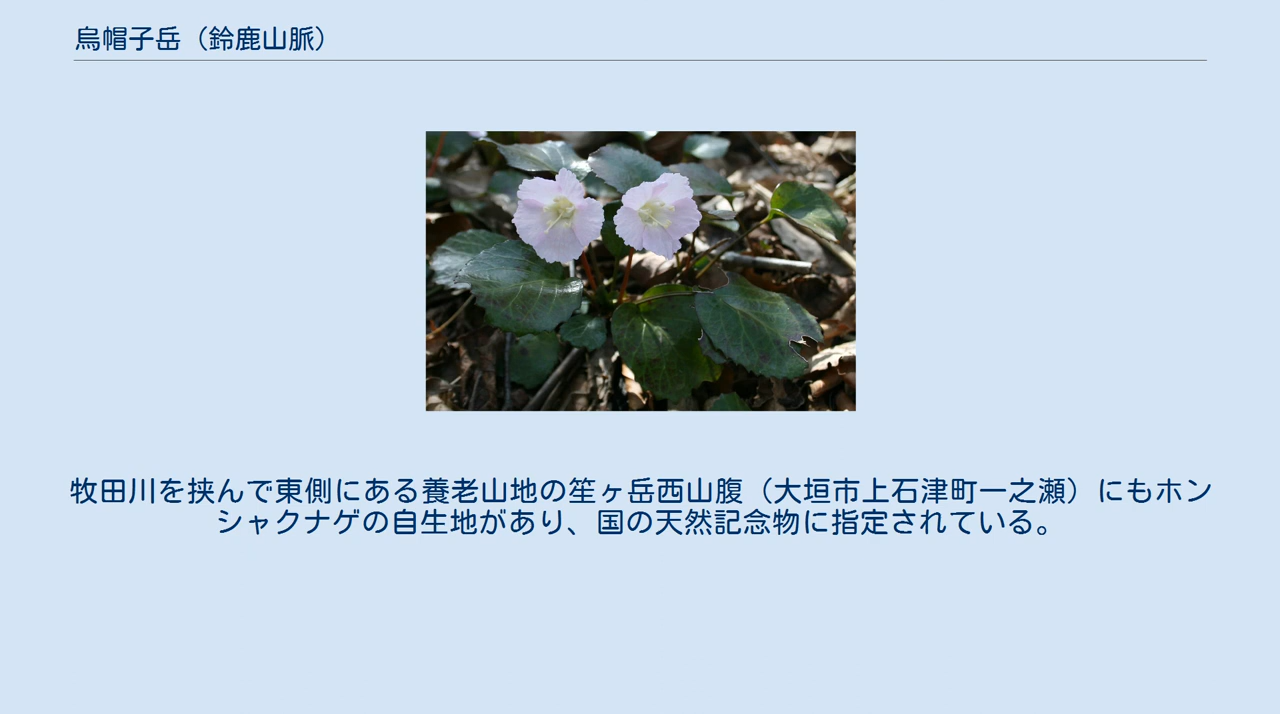 烏帽子岳（鈴鹿山脈）
牧田川を挟んで東側にある養老山地の笙ヶ岳西山腹（大垣市上石津町一之瀬）にもホン
シャクナゲの自生地があり、国の天然記念物に指定されている。